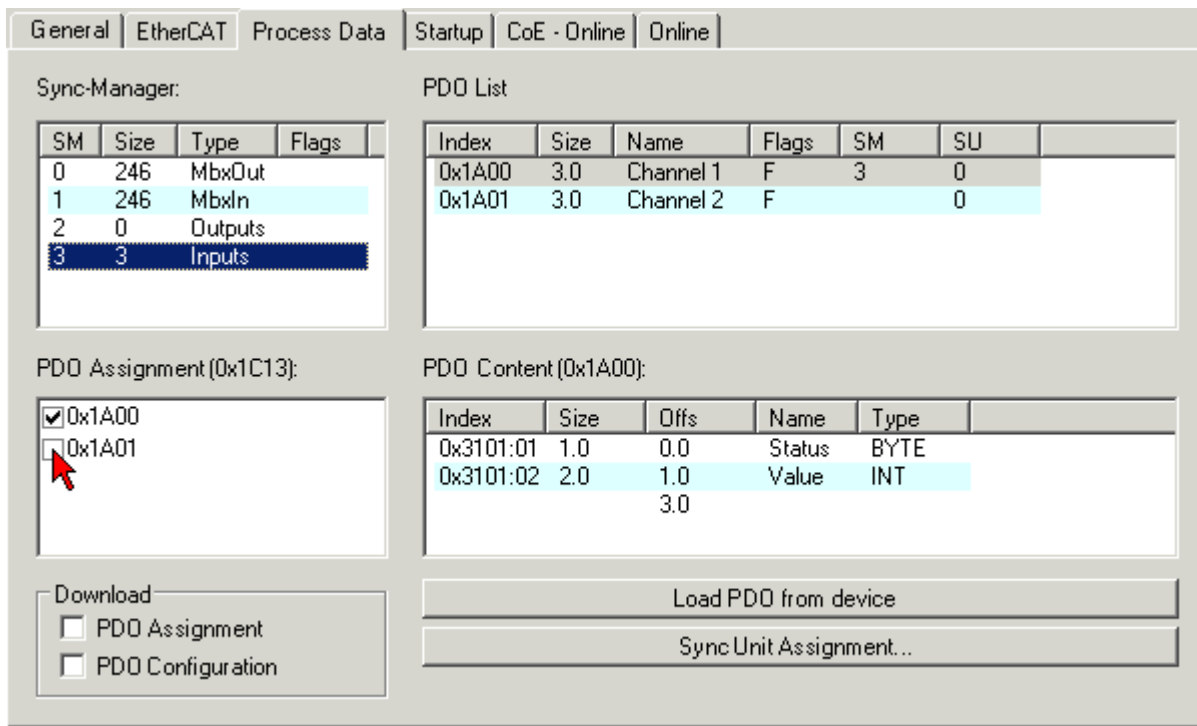 General EtherCAT Process Data Startup CoE - Online Online
Sync-Manager:
SM Size Type Flags
0 246 MbxOut
1 246 MbxIn
2 0 Outputs
3 3 Inputs
PDO List
Index Size Name Flags SM SU
0x1A00 3.0 Channel 1 F 3 0
0x1A01 3.0 Channel 2 F 0
PDO Assignment (0x1C13):
0x1A00
0x1A01
PDO Content (0x1A00):
Index Size Offs Name Type
0x3101:01 1.0 0.0 Status BYTE
0x3101:02 2.0 1.0 Value INT
3.0
Download
PDO Assignment
PDO Configuration
Load PDO from device
Sync Unit Assignment...